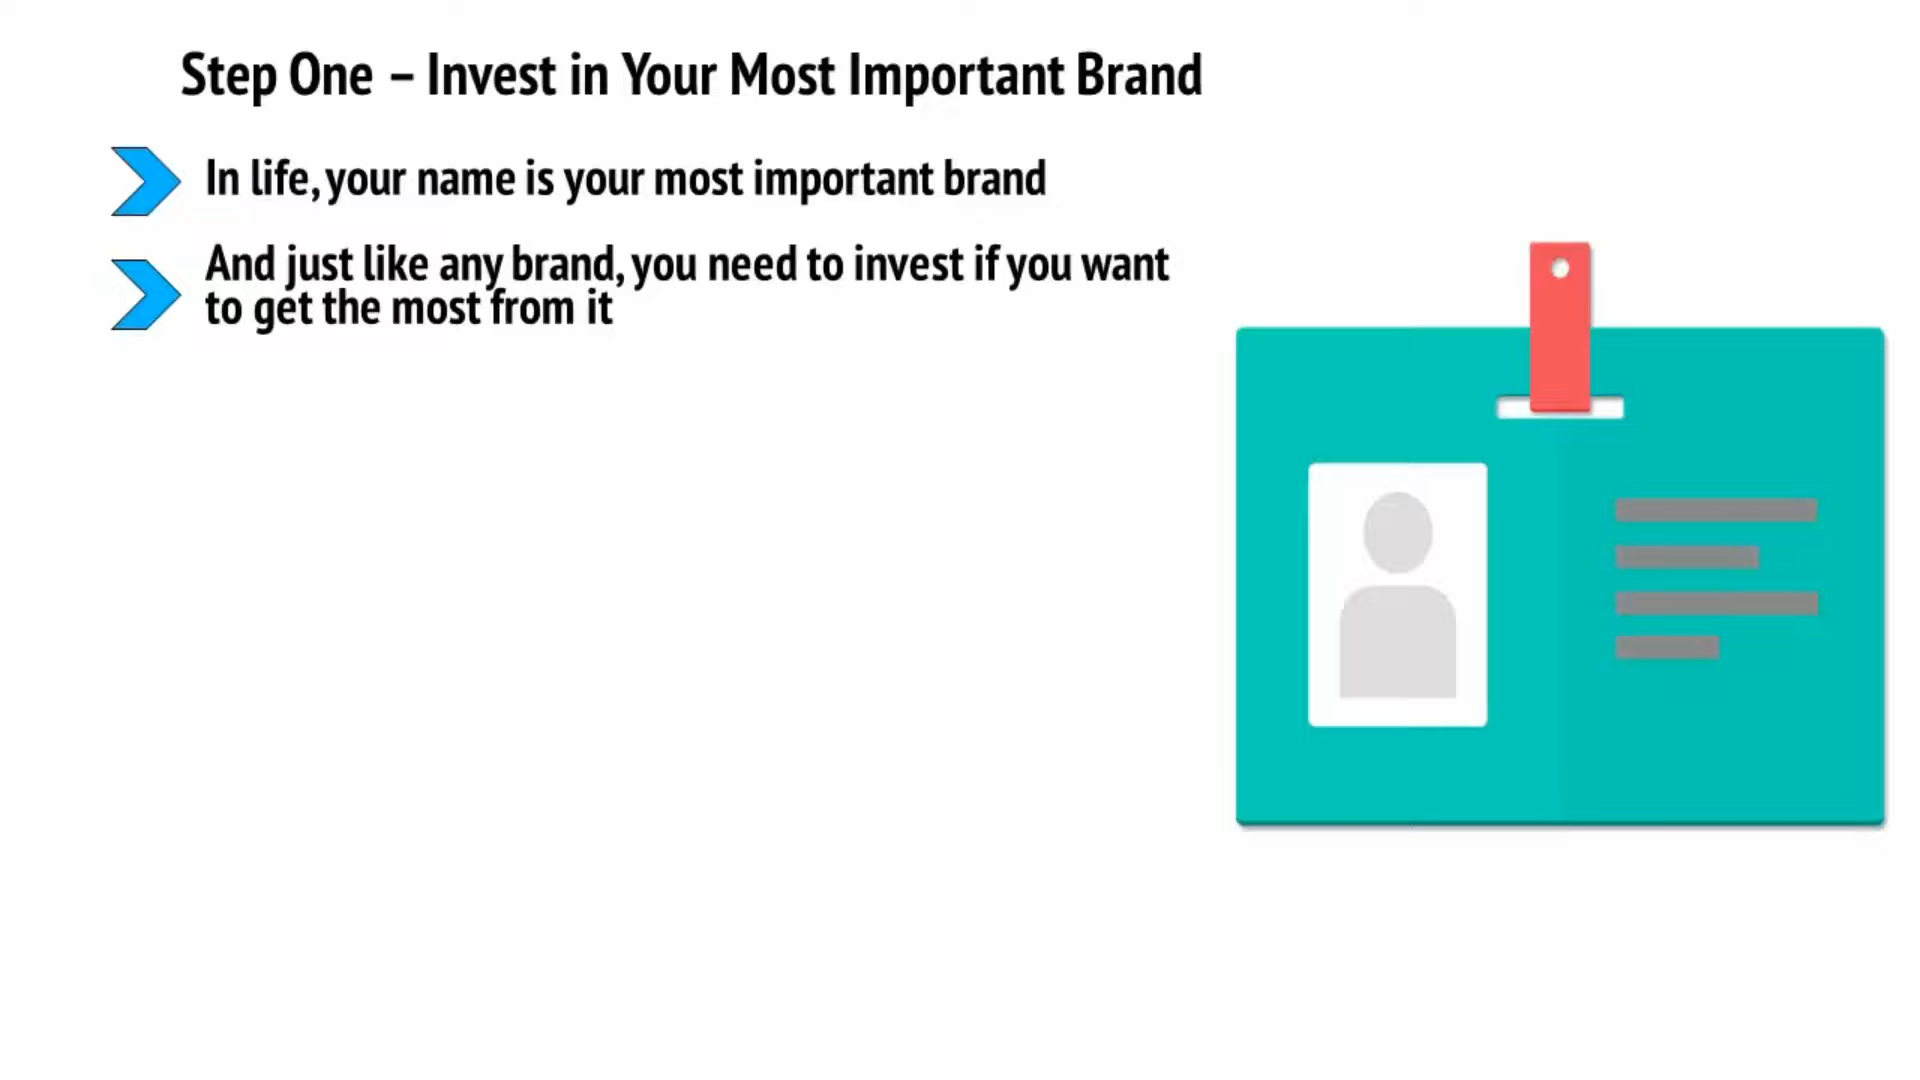 Step One – Invest in Your Most Important Brand
In life, your name is your most important brand
And just like any brand, you need to invest if you want
to get the most from it